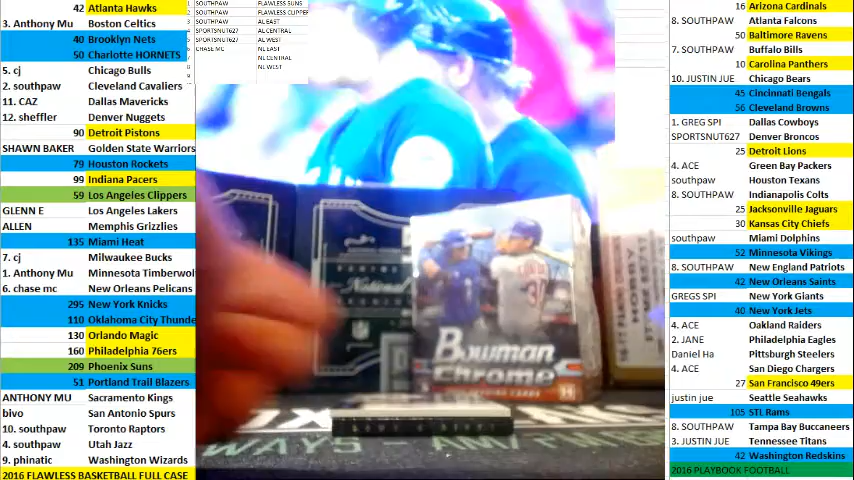 42 Atlanta Hawks
3. Anthony Mu Boston Celtics
40 Brooklyn Nets
50 Charlotte HORNETS
5. cj Chicago Bulls
2. southpaw Cleveland Cavaliers
11. CAZ Dallas Mavericks
12. sheffler Denver Nuggets
90 Detroit Pistons
SHAWN BAKER Golden State Warriors
79 Houston Rockets
99 Indiana Pacers
59 Los Angeles Clippers
GLENN E Los Angeles Lakers
ALLEN Memphis Grizzlies
135 Miami Heat
7. cj Milwaukee Bucks
1. Anthony Mu Minnesota Timberwol
6. chase mc New Orleans Pelicans
295 New York Knicks
110 Oklahoma City Thunde
130 Orlando Magic
160 Philadelphia 76ers
209 Phoenix Suns
51 Portland Trail Blazers
ANTHONY MU Sacramento Kings
bivo San Antonio Spurs
10. southpaw Toronto Raptors
4. southpaw Utah Jazz
9. phinatic Washington Wizards
2016 FLAWLESS BASKETBALL FULL CASE
SOUTHPAW FLAWLESS SUNS
SOUTHPAW FLAWLESS CLIPPER
SOUTHPAW AL EAST
SPORTSNUT627 AL CENTRAL
SPORTSNUT627 AL WEST
CHASE MC NL EAST
NL CENTRAL
NL WEST
National
HOBBY
Bowman
chrome
WAYS - ANY
16 Arizona Cardinals
8. SOUTHPAW Atlanta Falcons
50 Baltimore Ravens
7. SOUTHPAW Buffalo Bills
10 Carolina Panthers
10. JUSTIN JUE Chicago Bears
45 Cincinnati Bengals
56 Cleveland Browns
1. GREG SPI Dallas Cowboys
SPORTSNUT627 Denver Broncos
25 Detroit Lions
4. ACE Green Bay Packers
southpaw Houston Texans
8. SOUTHPAW Indianapolis Colts
25 Jacksonville Jaguars
30 Kansas City Chiefs
southpaw Miami Dolphins
52 Minnesota Vikings
8. SOUTHPAW New England Patriots
42 New Orleans Saints
GREGS SPI New York Giants
40 New York Jets
4. ACE Oakland Raiders
2. JANE Philadelphia Eagles
Daniel Ha Pittsburgh Steelers
4. ACE San Diego Chargers
27 San Francisco 49ers
justin jue Seattle Seahawks
105 STL Rams
8. SOUTHPAW Tampa Bay Buccaneers
3. JUSTIN JUE Tennessee Titans
42 Washington Redskins
2016 PLAYBOOK FOOTBALL